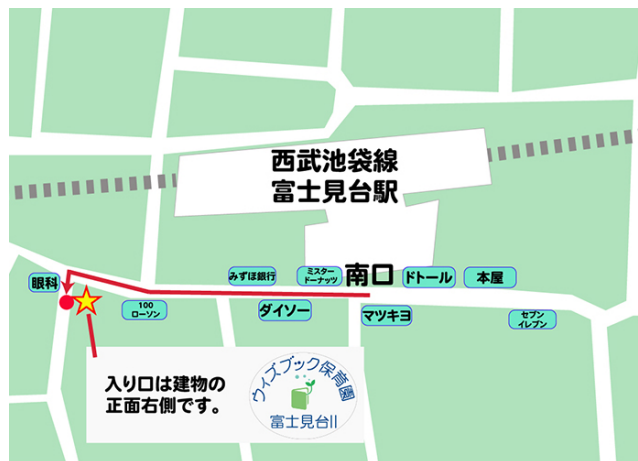 西武池袋線
富士見台駅
みずほ銀行
ミスター
ドーナッツ
南口
ドトール
本屋
眼科
100
ローソン
ダイソー
マツキヨ
セブン
イレブン
入り口は建物の
正面右側です。
ウィズブック保育園
富士見台II